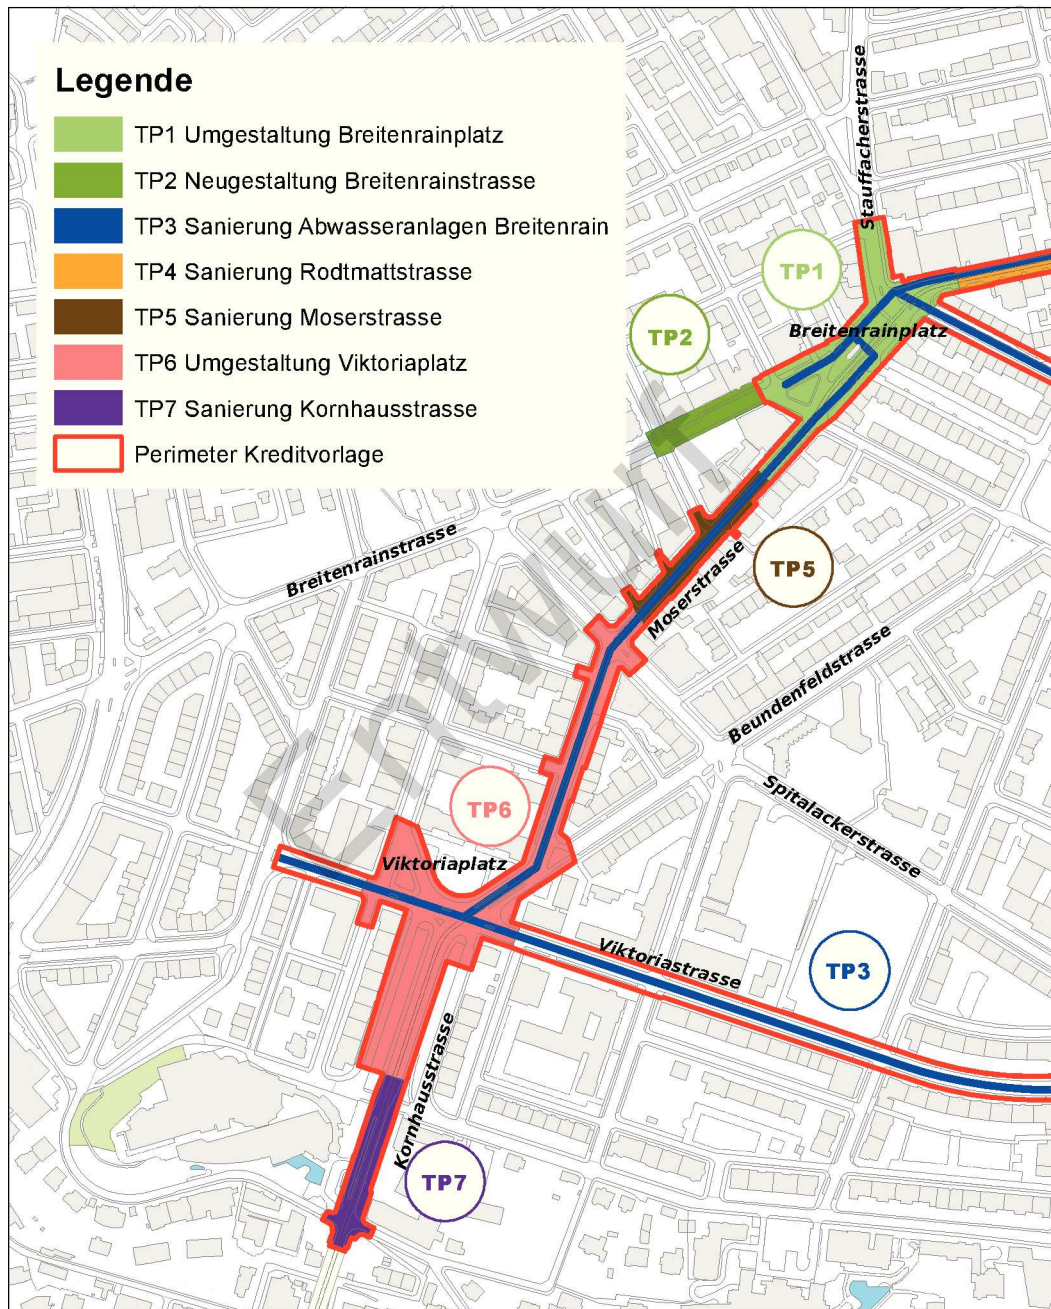 Legende
TP1 Umgestaltung Breitenrainplatz
TP2 Neugestaltung Breitenrainstrasse
TP3 Sanierung Abwasseranlagen Breitenrain
TP4 Sanierung Rodtmattstrasse
TP5 Sanierung Moserstrasse
TP6 Umgestaltung Viktoriaplatz
TP7 Sanierung Kornhausstrasse
Perimeter Kreditvorlage
Stauffacherstrasse
TP1
TP2
Breitenrainplatz
Breitenrainstrasse
TP5
Moserstrasse
Beundenfeldstrasse
Entwurf
TP6
Spitalackerstrasse
Viktoriaplatz
Viktoriastrasse
TP3
Kornhausstrasse
TP7